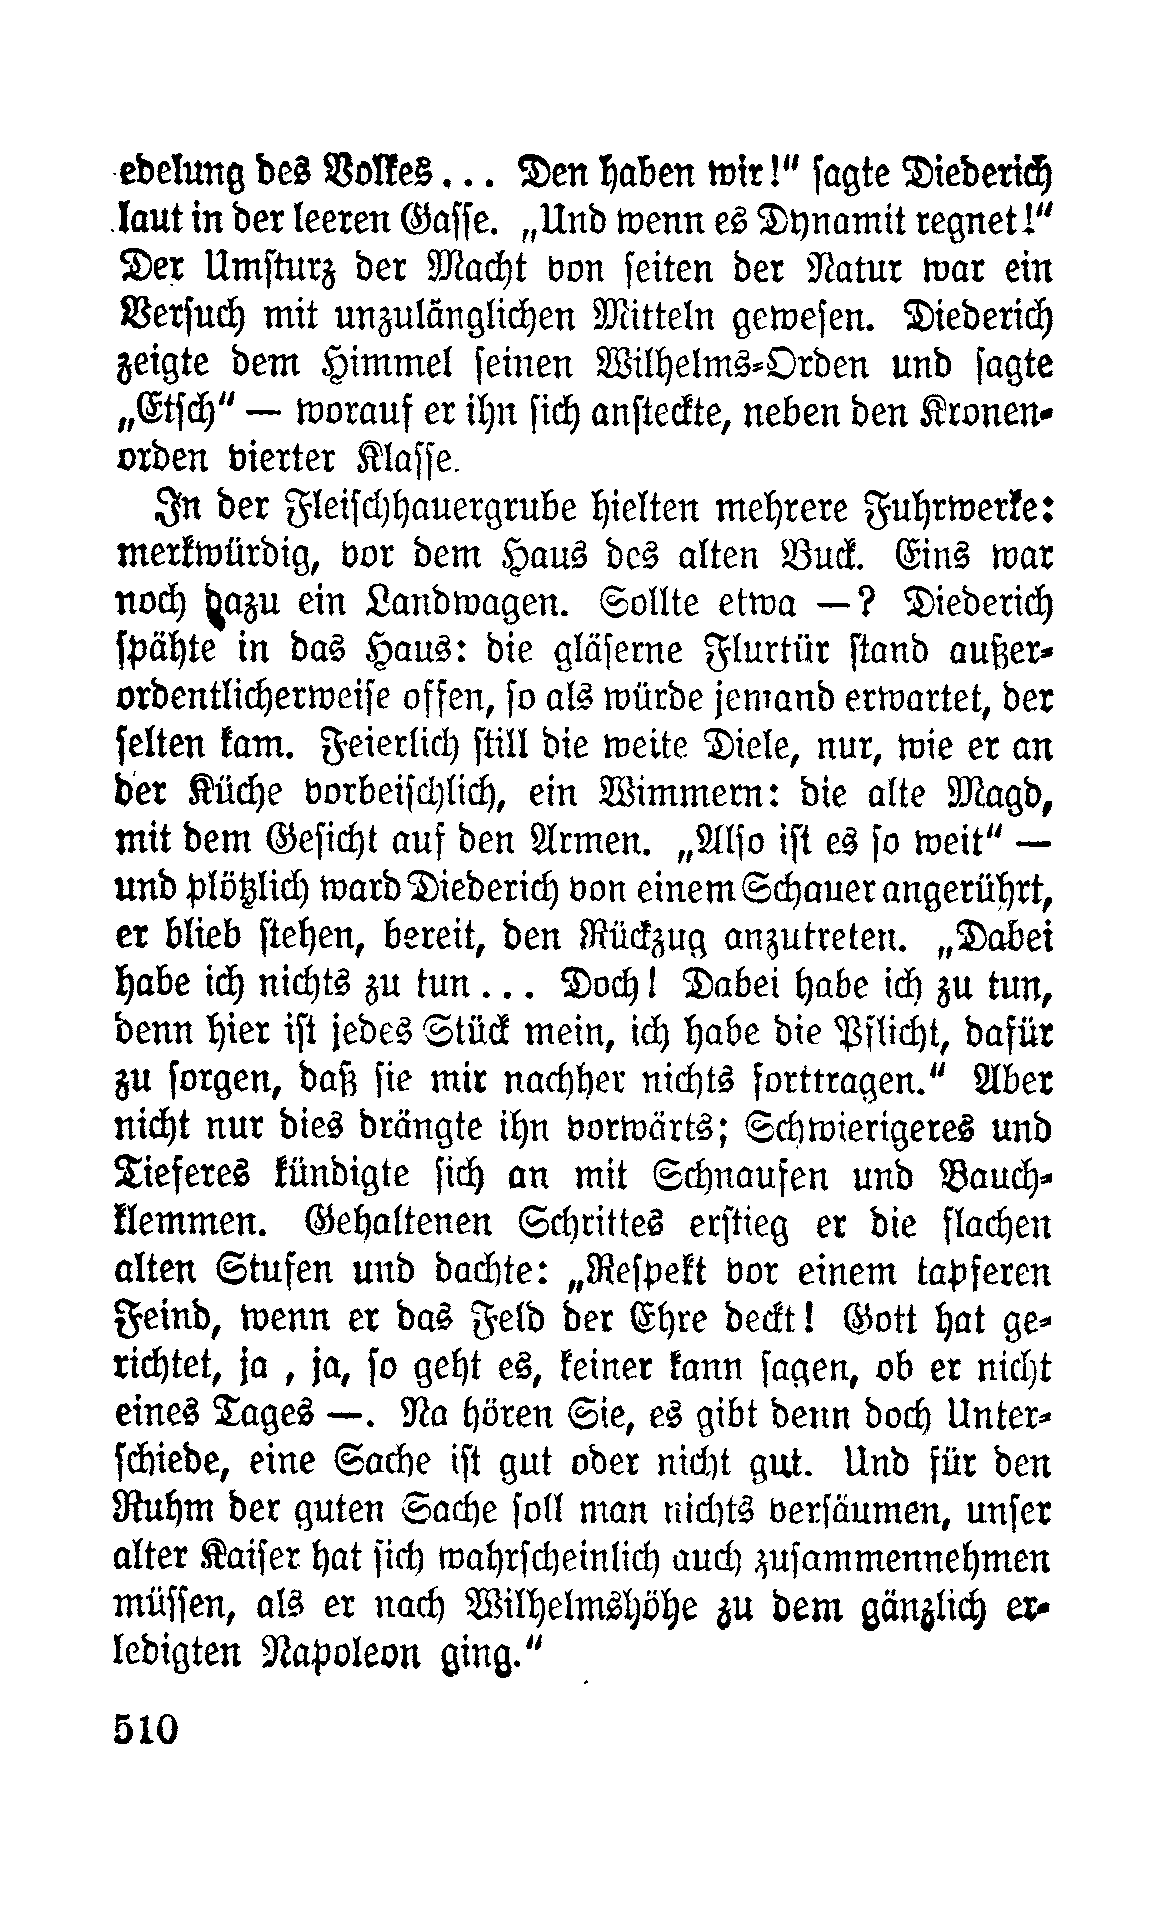 edelung des Volkes... Den haben wir!“ ſagte Diederich
laut in der leeren Gaſſe. „Und wenn es Dynamit regnet!“
Der Umſturz der Macht von ſeiten der Natur war ein
Verſuch mit unzulänglichen Mitteln geweſen. Diederich
zeigte dem Himmel ſeinen Wilhelms-Orden und ſagte
„Etſch“ — worauf er ihn ſich anſteckte, neben den Kronen-
orden vierter Klaſſe.
In der Fleiſchhauergrube hielten mehrere Fuhrwerke:
merkwürdig, vor dem Haus des alten Buck. Eins war
noch dazu ein Landwagen. Sollte etwa —? Diederich
ſpähte in das Haus: die gläſerne Flurtür ſtand außer-
ordentlicherweiſe offen, ſo als würde jemand erwartet, der
ſelten kam. Feierlich ſtill die weite Diele, nur, wie er an
der Küche vorbeiſchlich, ein Wimmern: die alte Magd,
mit dem Geſicht auf den Armen. „Alſo iſt es ſo weit“ —
und plötzlich ward Diederich von einem Schauer angerührt,
er blieb ſtehen, bereit, den Rückzug anzutreten. „Dabei
habe ich nichts zu tun... Doch! Dabei habe ich zu tun,
denn hier iſt jedes Stück mein, ich habe die Pflicht, dafür
zu ſorgen, daß ſie mir nachher nichts forttragen.“ Aber
nicht nur dies drängte ihn vorwärts; Schwierigeres und
Tieferes kündigte ſich an mit Schnaufen und Bauch-
klemmen. Gehaltenen Schrittes erſtieg er die flachen
alten Stufen und dachte: „Reſpekt vor einem tapferen
Feind, wenn er das Feld der Ehre deckt! Gott hat ge-
richtet, ja , ja, ſo geht es, keiner kann ſagen, ob er nicht
eines Tages —. Na hören Sie, es gibt denn doch Unter-
ſchiede, eine Sache iſt gut oder nicht gut. Und für den
Ruhm der guten Sache ſoll man nichts verſäumen, unſer
alter Kaiſer hat ſich wahrſcheinlich auch zuſammennehmen
müſſen, als er nach Wilhelmshöhe zu dem gänzlich er-
ledigten Napoleon ging.“
510